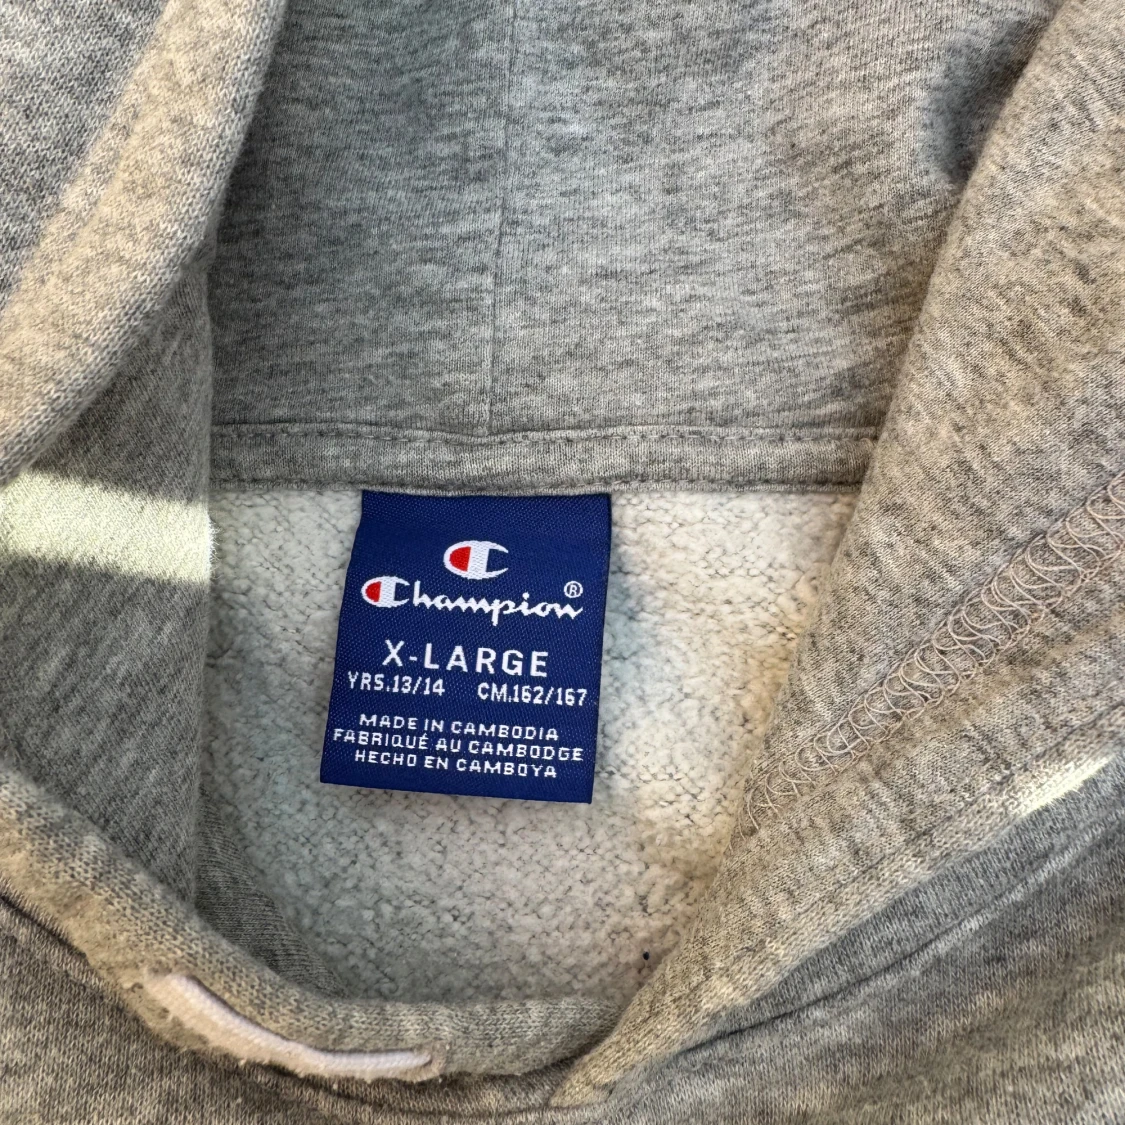 Champion®
X-LARGE
YRS.13/14 CM.162/167
MADE IN CAMBODIA
FABRIQUÉ AU CAMBODGE
HECHO EN CAMBOYA